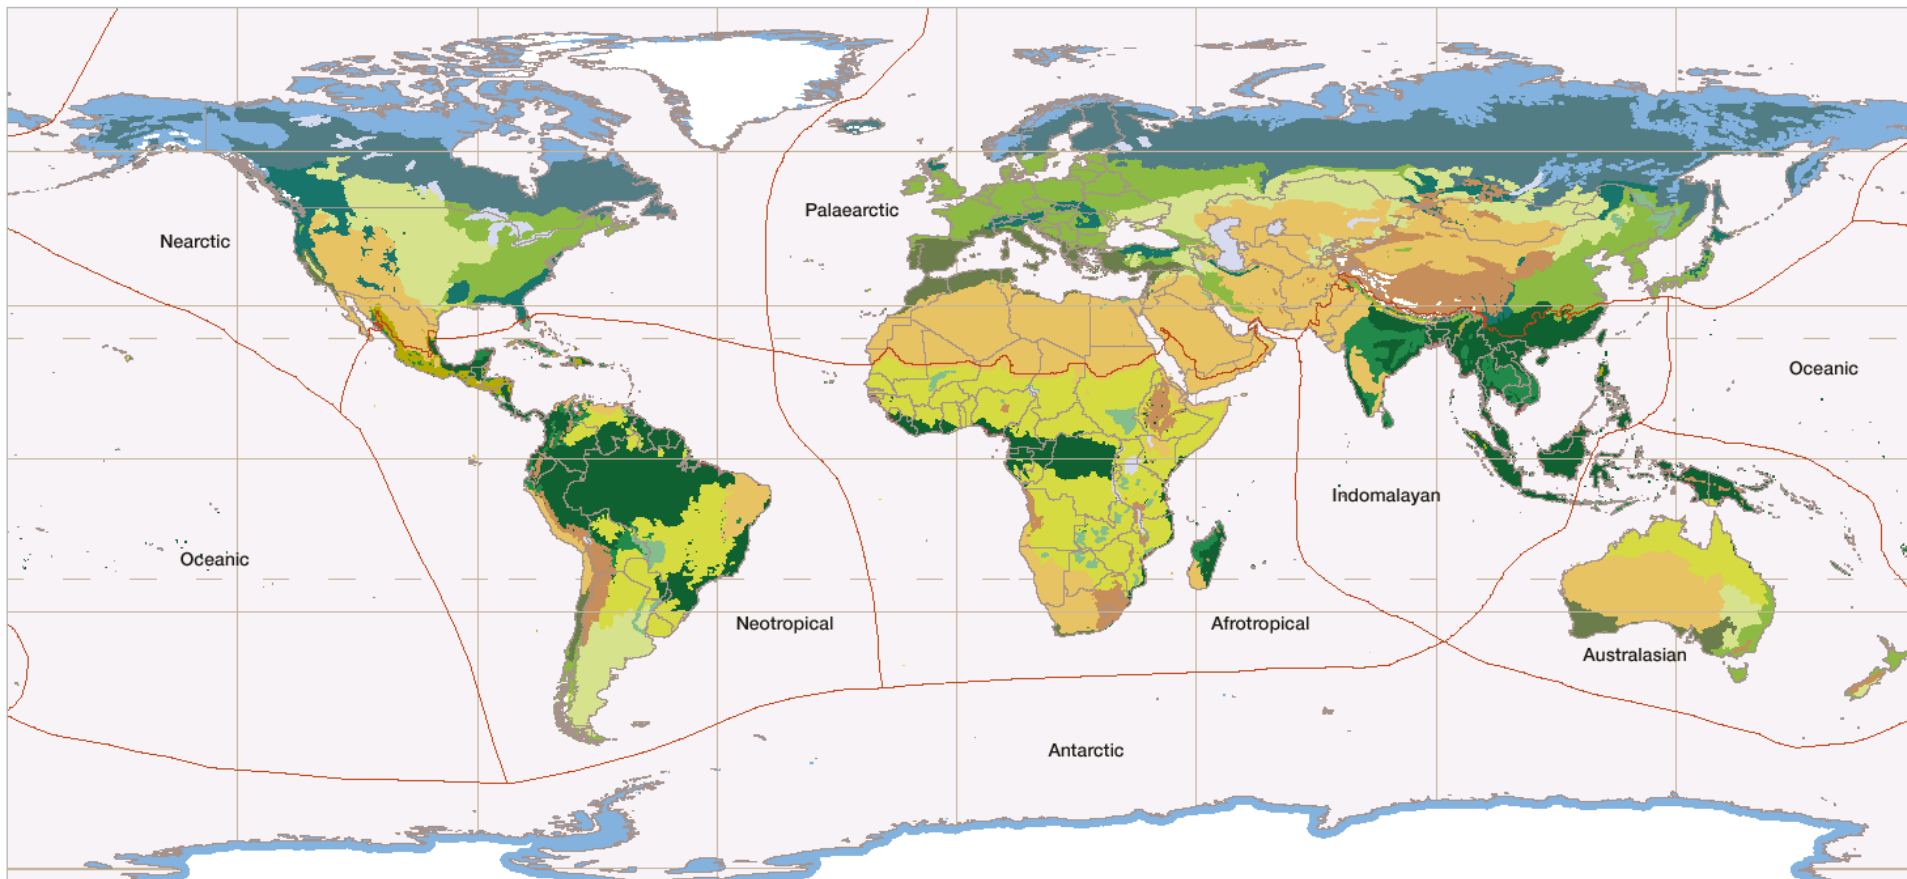 Palaearctic
Nearctic
Oceanic
Indomalayan
Oceanic
Neotropical
Afrotropical
Australasian
Antarctic